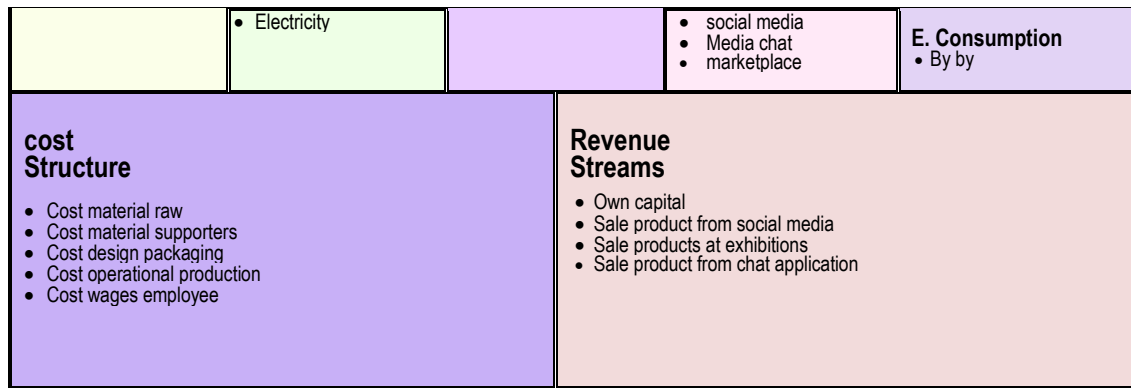 • Electricity
• social media
• Media chat
• marketplace
E. Consumption
• By by
cost
Structure
• Cost material raw
• Cost material supporters
• Cost design packaging
• Cost operational production
• Cost wages employee
Revenue
Streams
• Own capital
• Sale product from social media
• Sale products at exhibitions
• Sale product from chat application